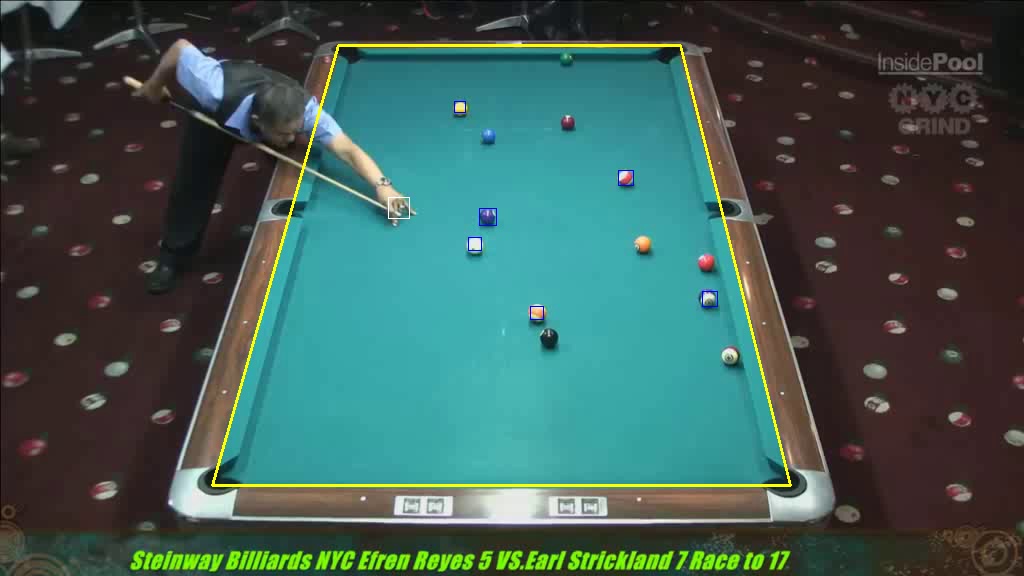 InsidePool
NYC
GRIND
Steinway Billiards NYC Efren Reyes 5 VS.Earl Strickland 7 Race to 17